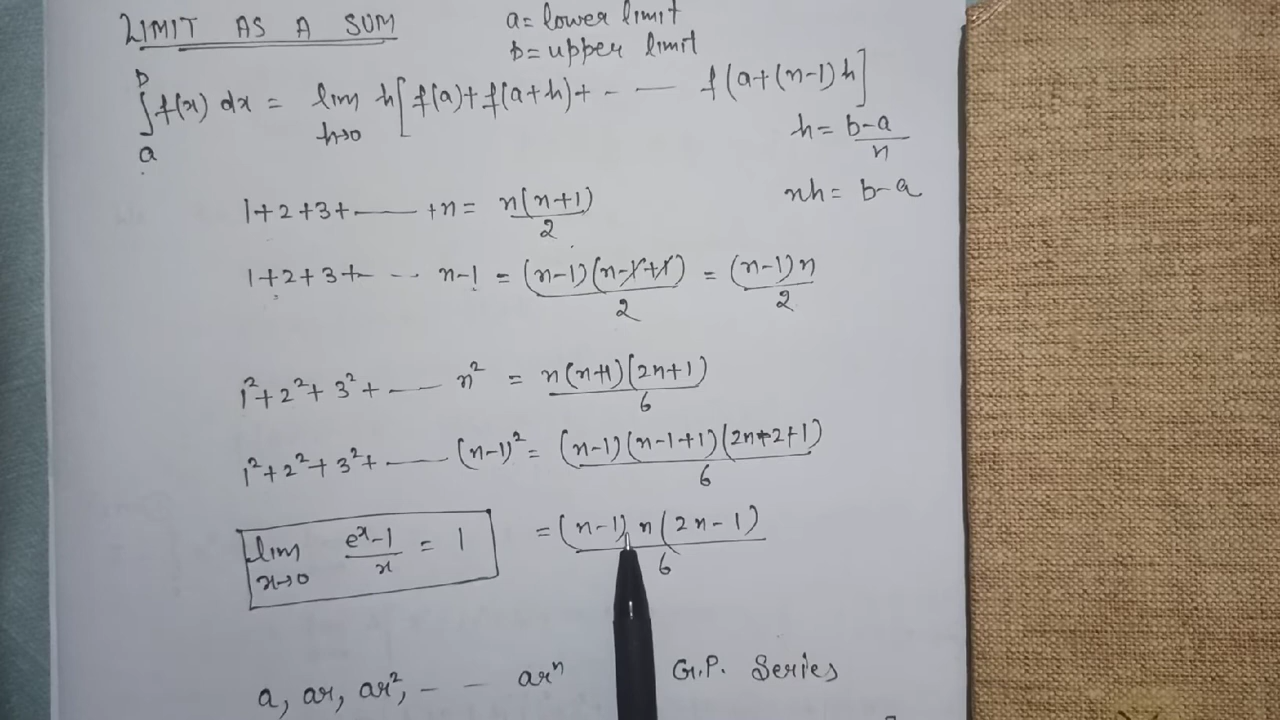 LIMIT AS A SUM
a = lower limit
b = upper limit
∫ₐᵇ f(x) dx = lim h→0 h[f(a)+f(a+h)+ - — f(a+(n-1)h]
h = (b-a)/n
nh = b-a
1+2+3+ —— +n = n(n+1)/2
1+2+3+ - -- n-1 = (n-1)(n-1+1)/2 = (n-1)n/2
1²+2²+3²+ --- — n² = n(n+1)(2n+1)/6
1²+2²+3²+ —— (n-1)² = (n-1)(n-1+1)(2n-2+1)/6
= (n-1)n(2n-1)/6
lim x→0 (eˣ-1)/x = 1
a, ar, ar², - - arⁿ G.P. Series